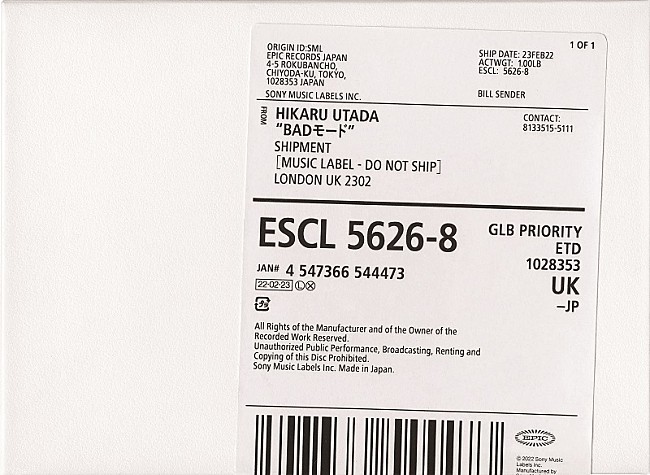 1 OF 1
ORIGIN ID:SML
EPIC RECORDS JAPAN
4-5 ROKUBANCHO,
CHIYODA-KU, TOKYO,
1028353 JAPAN
SONY MUSIC LABELS INC.
SHIP DATE: 23FEB22
ACTWGT: 1.00LB
ESCL: 5626-8
BILL SENDER
FROM
HIKARU UTADA
"BADモード"
SHIPMENT
[MUSIC LABEL - DO NOT SHIP]
LONDON UK 2302
CONTACT:
8133515-5111
ESCL 5626-8
JAN# 4 547366 544473
22-02-23 Ⓛ Ⓧ
GLB PRIORITY
ETD
1028353
UK
–JP
All Rights of the Manufacturer and of the Owner of the
Recorded Work Reserved.
Unauthorized Public Performance, Broadcasting, Renting and
Copying of this Disc Prohibited.
Sony Music Labels Inc. Made in Japan.
EPIC
© 2022 Sony Music
Labels Inc.
Manufactured by